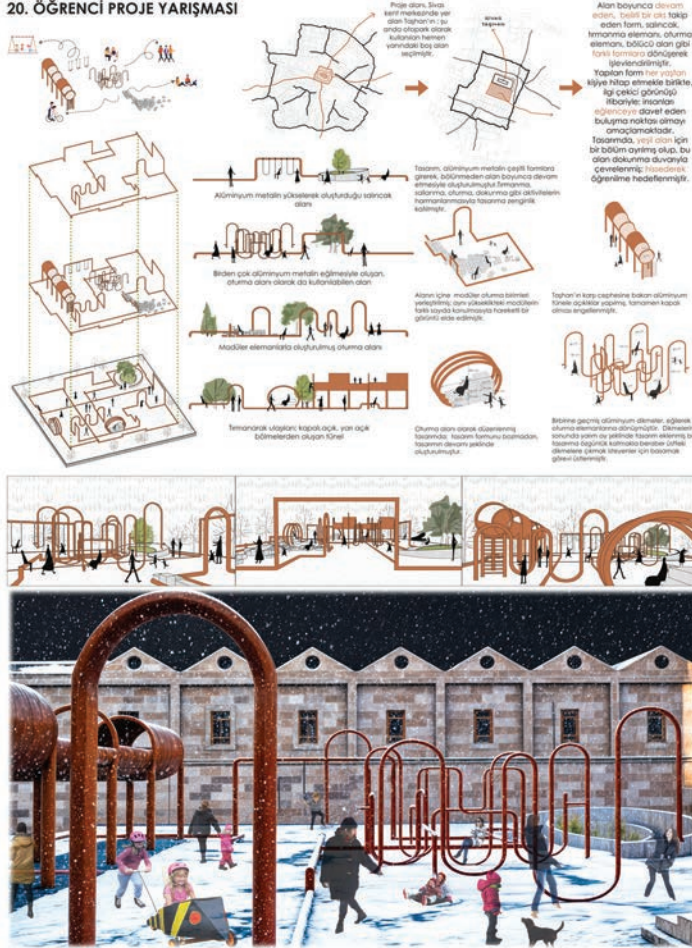 20. ÖĞRENCİ PROJE YARIŞMASI
Proje alanı, Sivas
kent merkezinde yer
alan Taşhan'ın ; şu
anda otopark olarak
kullanılan hemen
yanındaki boş alan
seçilmiştir.
SİVAS
TAŞHAN
Alan boyunca devam
eden, belirli bir aks takip
eden form, salıncak,
tırmanma elemanı, oturma
elemanı, bölücü alan gibi
farklı formlara dönüşerek
işlevlendirilmiştir.
Yapılan form her yaştan
kişiye hitap etmekle birlikte,
ilgi çekici görünüşü
itibariyle; insanları
eğlenceye davet eden
buluşma noktası olmayı
amaçlamaktadır.
Tasarımda, yeşil alan için
bir bölüm ayrılmış olup, bu
alan dokunma duvarıyla
çevrelenmiş; hissederek
öğrenilme hedeflenmiştir.
Alüminyum metalin yükselerek oluşturduğu salıncak
alanı
Tasarım, alüminyum metalin çeşitli formlara
girerek, bölünmeden alan boyunca devam
etmesiyle oluşturulmuştur.Tırmanma,
sallanma, oturma, dokunma gibi aktivitelerin
harmanlanmasıyla tasarıma zenginlik
katılmıştır.
Birden çok alüminyum metalin eğilmesiyle oluşan,
oturma alanı olarak da kullanılabilen alan
Alanın içine modüler oturma birimleri
yerleştirilmiş; aynı yükseklikteki modüllerin
farklı sayıda konulmasıyla hareketli bir
görüntü elde edilmiştir.
Taşhan'ın karşı cephesine bakan alüminyum
tünele açıklıklar yapılmış, tamamen kapalı
olması engellenmiştir.
Modüler elemanlarla oluşturulmuş oturma alanı
Tırmanarak ulaşılan; kapalı,açık, yarı açık
bölmelerden oluşan tünel
Oturma alanı olarak düzenlenmiş
tasarımda; tasarım formunu bozmadan,
tasarımın devamı şeklinde
oluşturulmuştur.
Birbirine geçmiş alüminyum dikmeler, eğilerek
oturma elemanlarına dönüşmüştür. Dikmelerin
sonunda yarım ay şeklinde tasarım eklenmiş, bu
tasarıma özgünlük katmakla beraber üstteki
dikmelere çıkmak isteyenler için basamak
görevi üstlenmiştir.